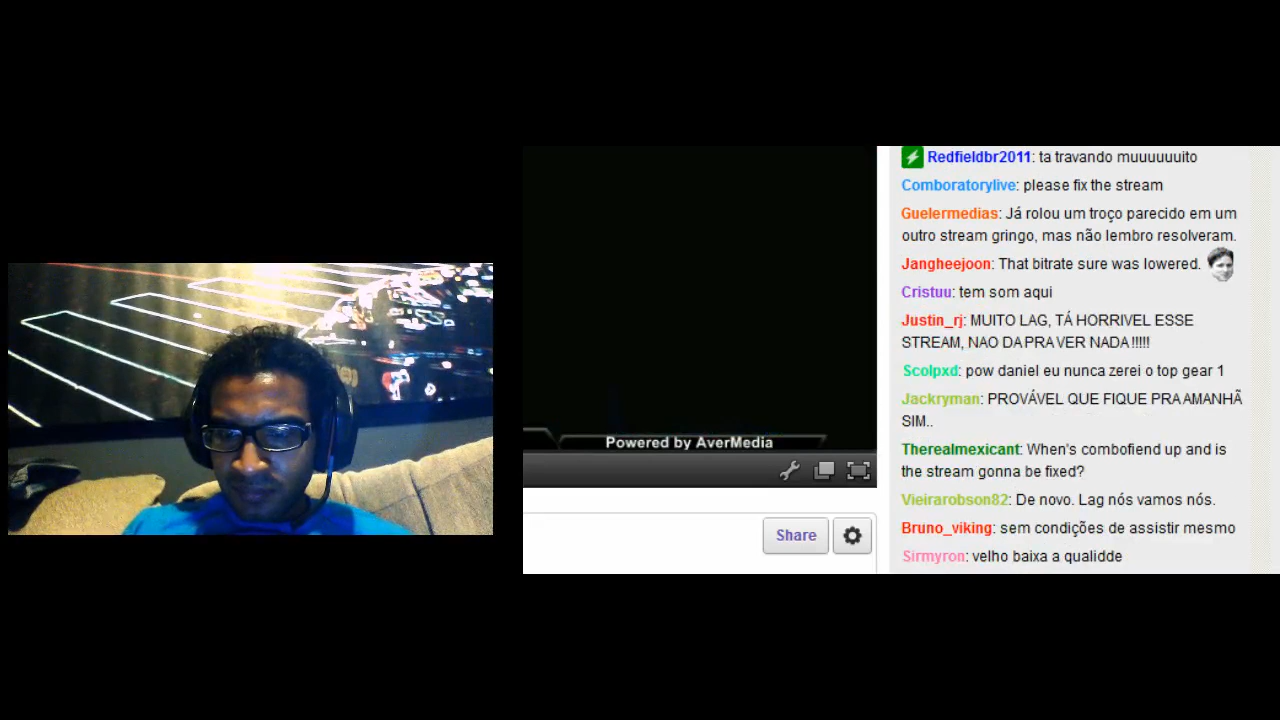 Redfieldbr2011: ta travando muuuuuuito
Comboratorylive: please fix the stream
Guelermedias: Já rolou um troço parecido em um
outro stream gringo, mas não lembro resolveram.
Jangheejoon: That bitrate sure was lowered.
Cristuu: tem som aqui
Justin_rj: MUITO LAG, TÁ HORRIVEL ESSE
STREAM, NAO DA PRA VER NADA !!!!!
Scolpxd: pow daniel eu nunca zerei o top gear 1
Jackryman: PROVÁVEL QUE FIQUE PRA AMANHÃ
SIM..
Therealmexicant: When's combofiend up and is
the stream gonna be fixed?
Vieirarobson82: De novo. Lag nós vamos nós.
Bruno_viking: sem condições de assistir mesmo
Sirmyron: velho baixa a qualidde
Powered by AverMedia
Share